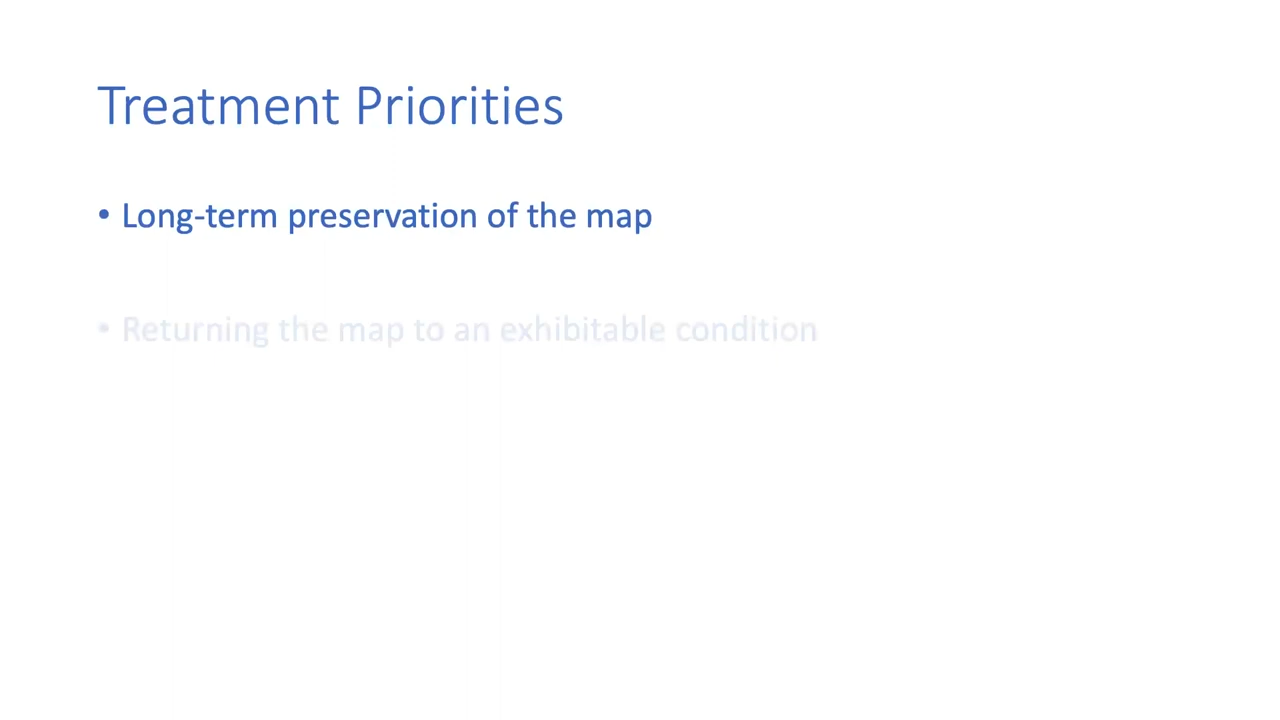 Treatment Priorities
• Long-term preservation of the map
• Returning the map to an exhibitable condition